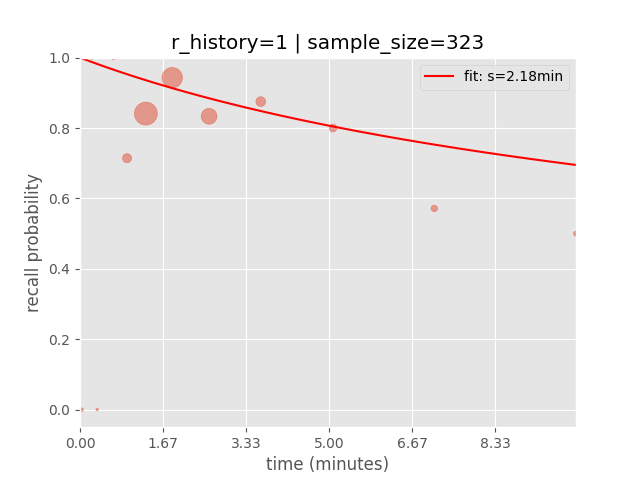 r_history=1 | sample_size=323
fit: s=2.18min
1.0
0.8
0.6
0.4
0.2
0.0
recall probability
0.00 1.67 3.33 5.00 6.67 8.33
time (minutes)